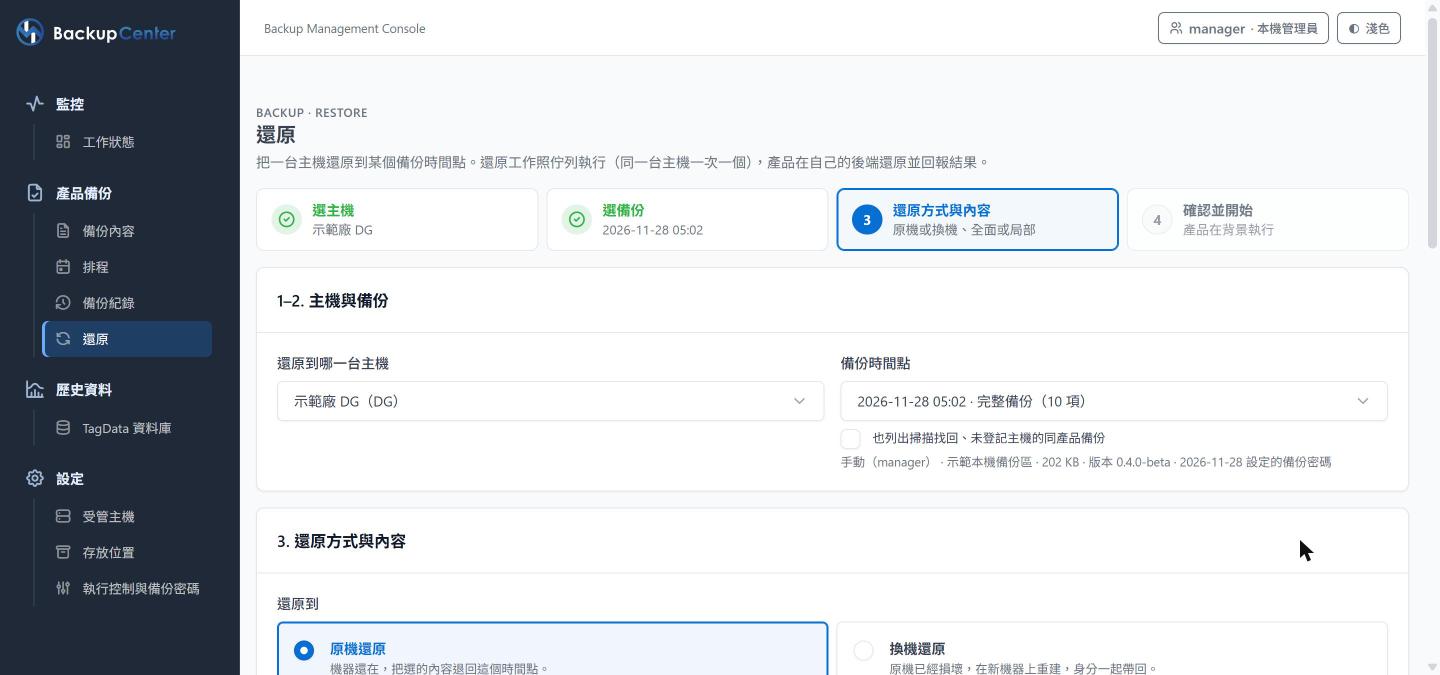 BackupCenter
Backup Management Console
manager · 本機管理員
淺色
監控
工作狀態
產品備份
備份內容
排程
備份紀錄
還原
歷史資料
TagData 資料庫
設定
受管主機
存放位置
執行控制與備份密碼
BACKUP · RESTORE
還原
把一台主機還原到某個備份時間點。還原工作照佇列執行（同一台主機一次一個），產品在自己的後端還原並回報結果。
選主機
示範廠 DG
選備份
2026-11-28 05:02
3
還原方式與內容
原機或換機、全面或局部
4
確認並開始
產品在背景執行
1–2. 主機與備份
還原到哪一台主機
示範廠 DG（DG）
備份時間點
2026-11-28 05:02 · 完整備份（10 項）
也列出掃描找回、未登記主機的同產品備份
手動（manager） · 示範本機備份區 · 202 KB · 版本 0.4.0-beta · 2026-11-28 設定的備份密碼
3. 還原方式與內容
還原到
原機還原
機器還在，把選的內容退回這個時間點。
換機還原
原機已經損壞，在新機器上重建，身分一起帶回。